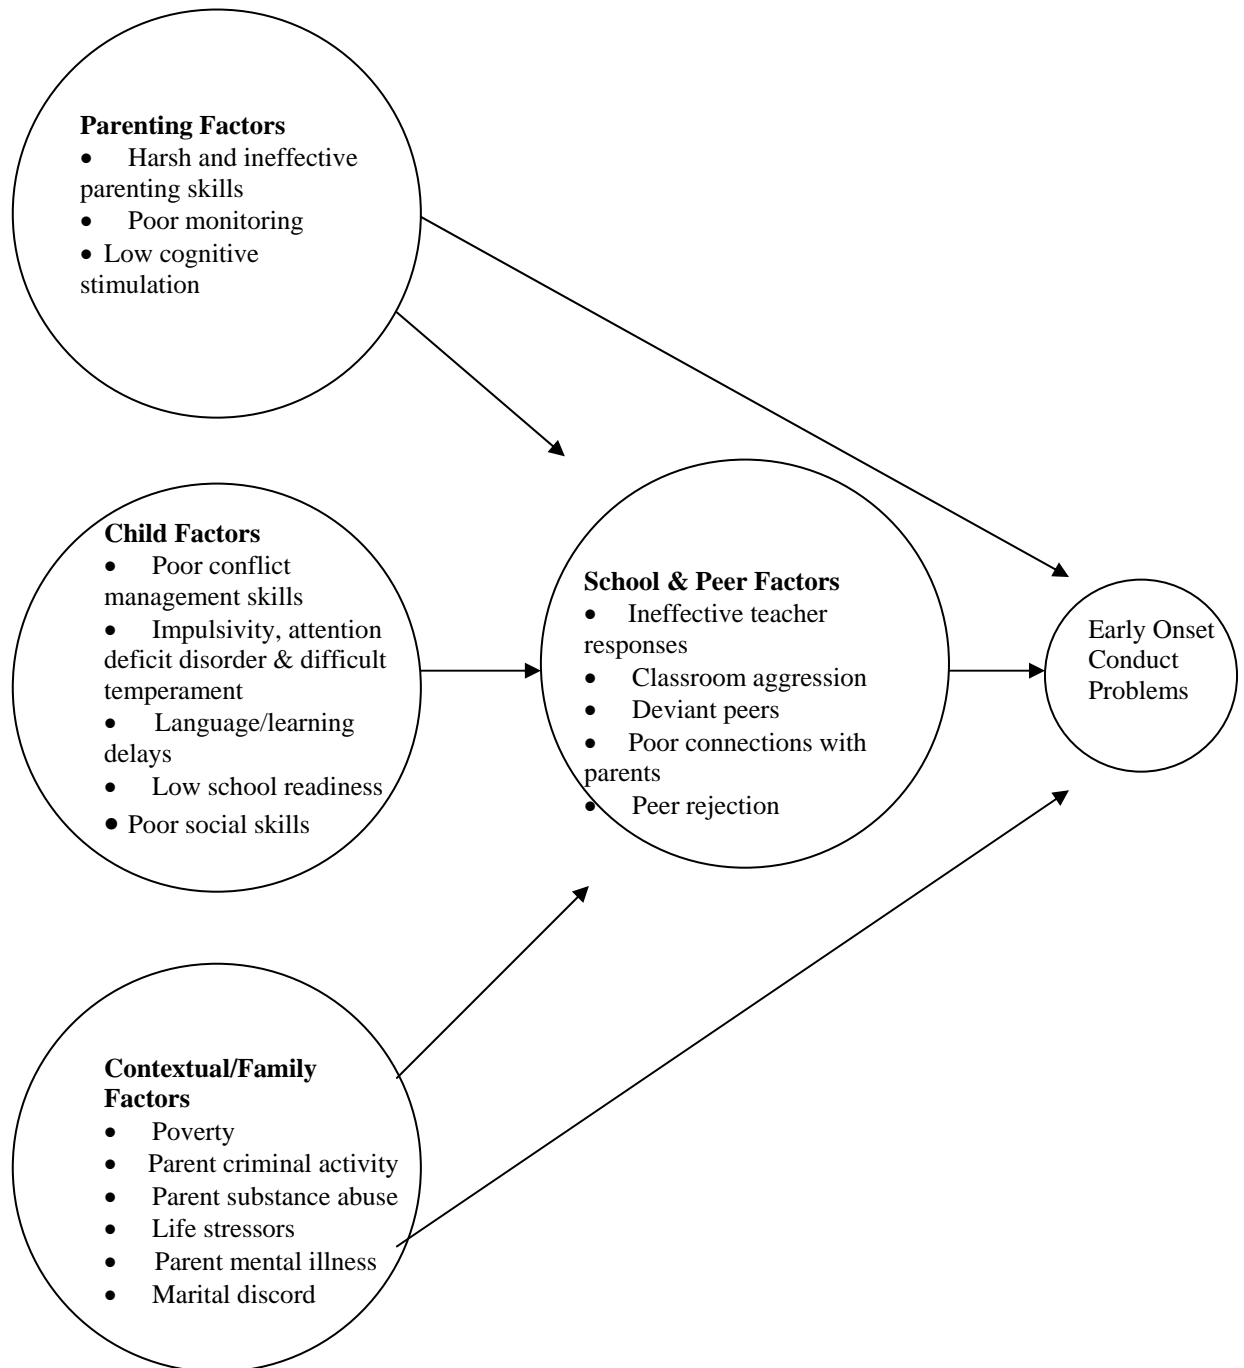 Parenting Factors
• Harsh and ineffective
parenting skills
• Poor monitoring
• Low cognitive
stimulation
Child Factors
• Poor conflict
management skills
• Impulsivity, attention
deficit disorder & difficult
temperament
• Language/learning
delays
• Low school readiness
• Poor social skills
School & Peer Factors
• Ineffective teacher
responses
• Classroom aggression
• Deviant peers
• Poor connections with
parents
• Peer rejection
Early Onset
Conduct
Problems
Contextual/Family
Factors
• Poverty
• Parent criminal activity
• Parent substance abuse
• Life stressors
• Parent mental illness
• Marital discord